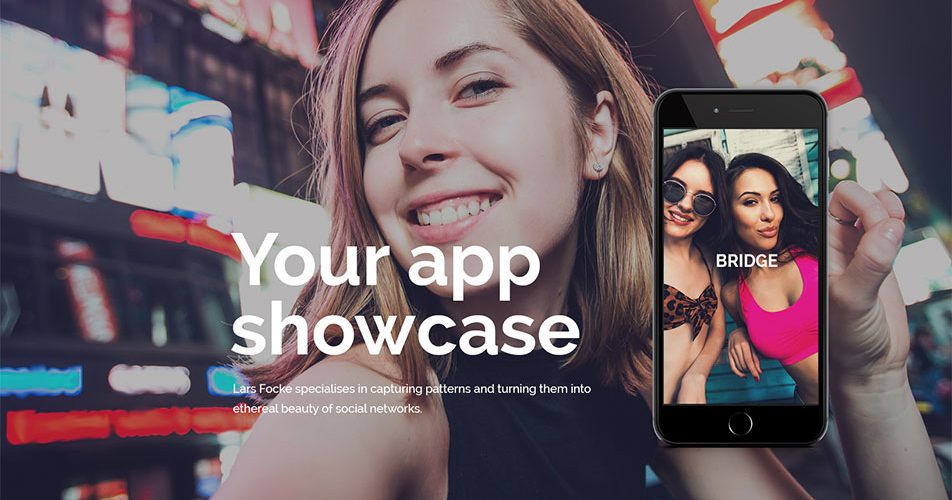 Your app
showcase
Lars Focke specialises in capturing patterns and turning them into
ethereal beauty of social networks.
BRIDGE